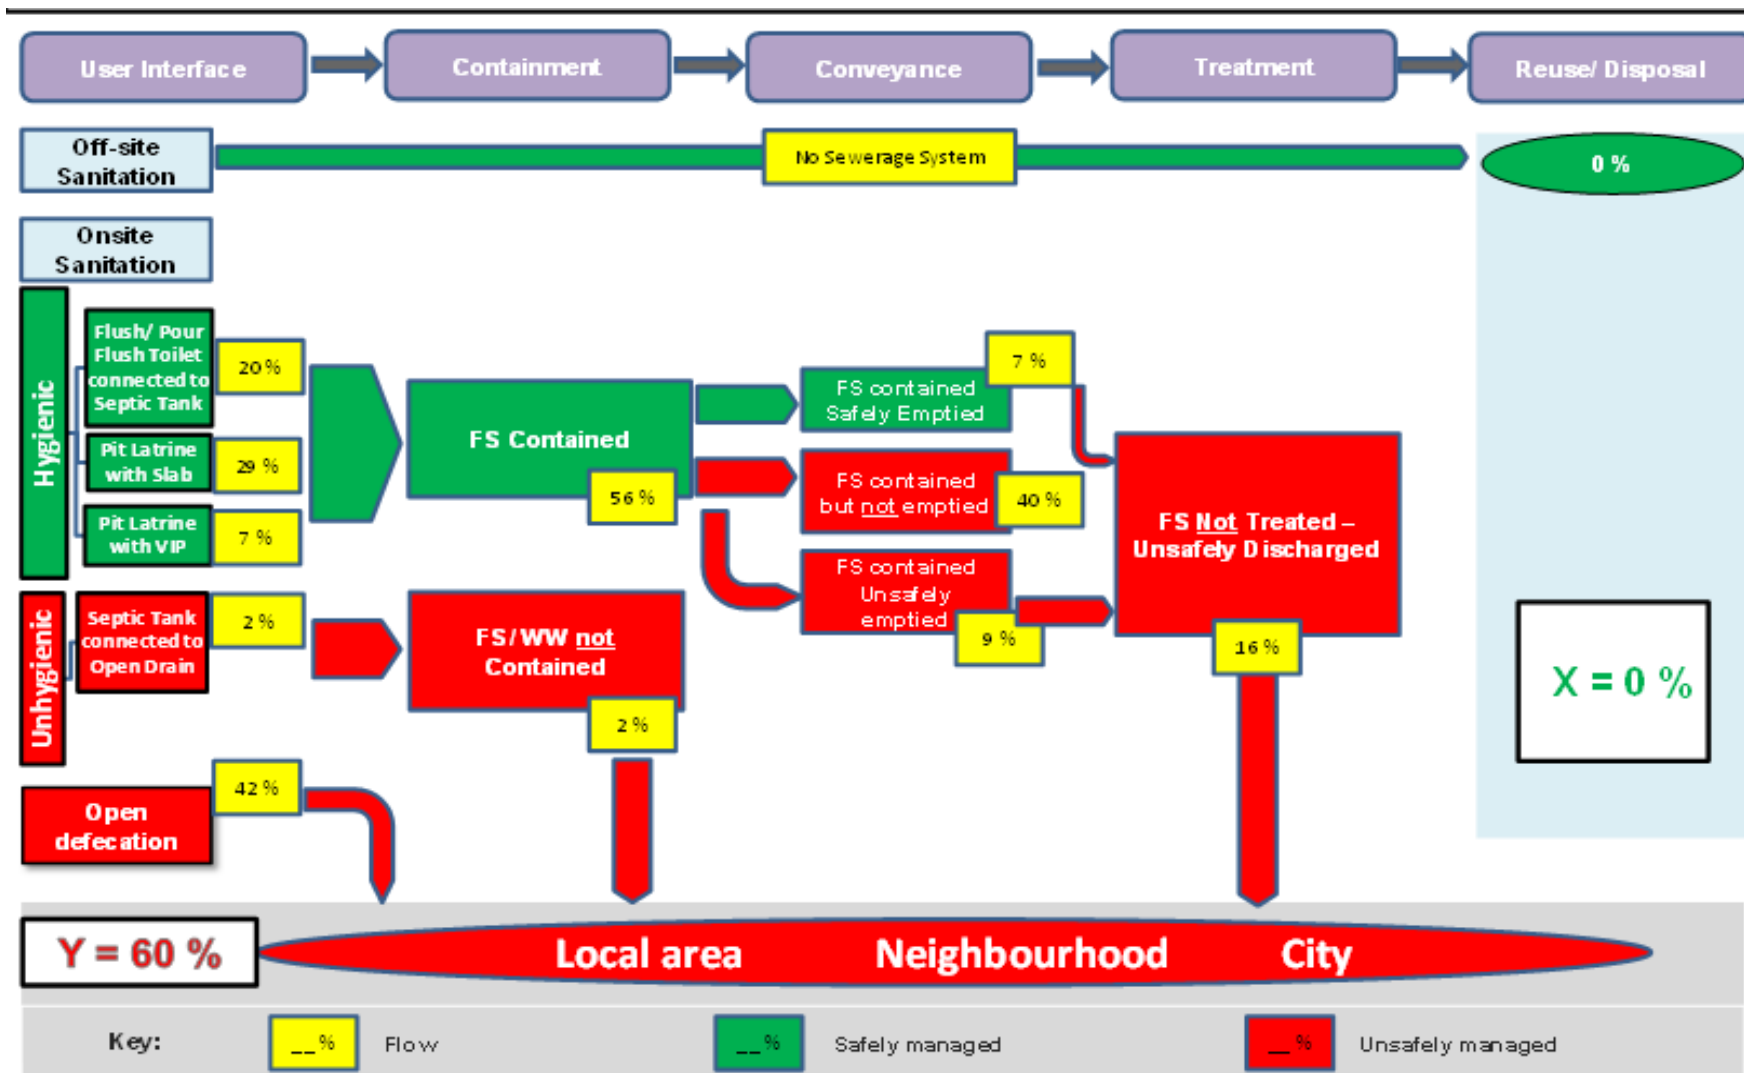 User Interface
Containment
Conveyance
Treatment
Reuse/ Disposal
Off-site
Sanitation
No Sewerage System
0 %
Onsite
Sanitation
Hygienic
Flush/ Pour
Flush Toilet
connected to
Septic Tank
20 %
Pit Latrine
with Slab
29 %
Pit Latrine
with VIP
7 %
FS Contained
56 %
FS contained
Safely Emptied
7 %
FS contained
but not emptied
40 %
FS contained
Unsafely
emptied
9 %
FS Not Treated –
Unsafely Discharged
16 %
Unhygienic
Septic Tank
connected to
Open Drain
2 %
FS/WW not
Contained
2 %
X = 0 %
Open
defecation
42 %
Y = 60 %
Local area
Neighbourhood
City
Key:
__%
Flow
__%
Safely managed
__%
Unsafely managed